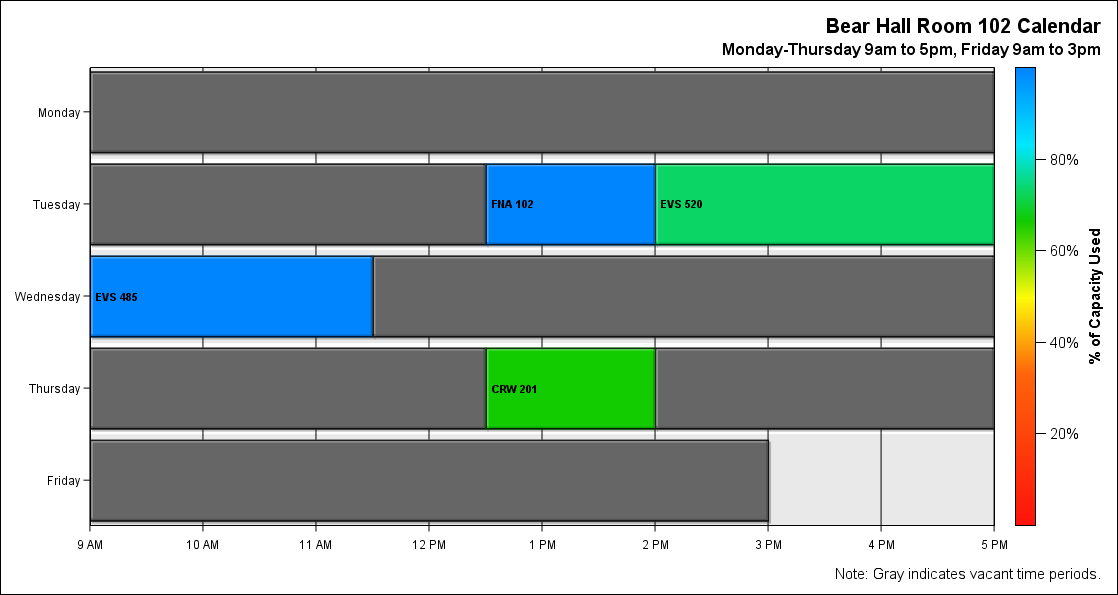 Bear Hall Room 102 Calendar
Monday-Thursday 9am to 5pm, Friday 9am to 3pm
Monday
Tuesday
FNA 102
EVS 520
Wednesday
EVS 485
Thursday
CRW 201
Friday
9 AM
10 AM
11 AM
12 PM
1 PM
2 PM
3 PM
4 PM
5 PM
80%
60%
40%
20%
% of Capacity Used
Note: Gray indicates vacant time periods.